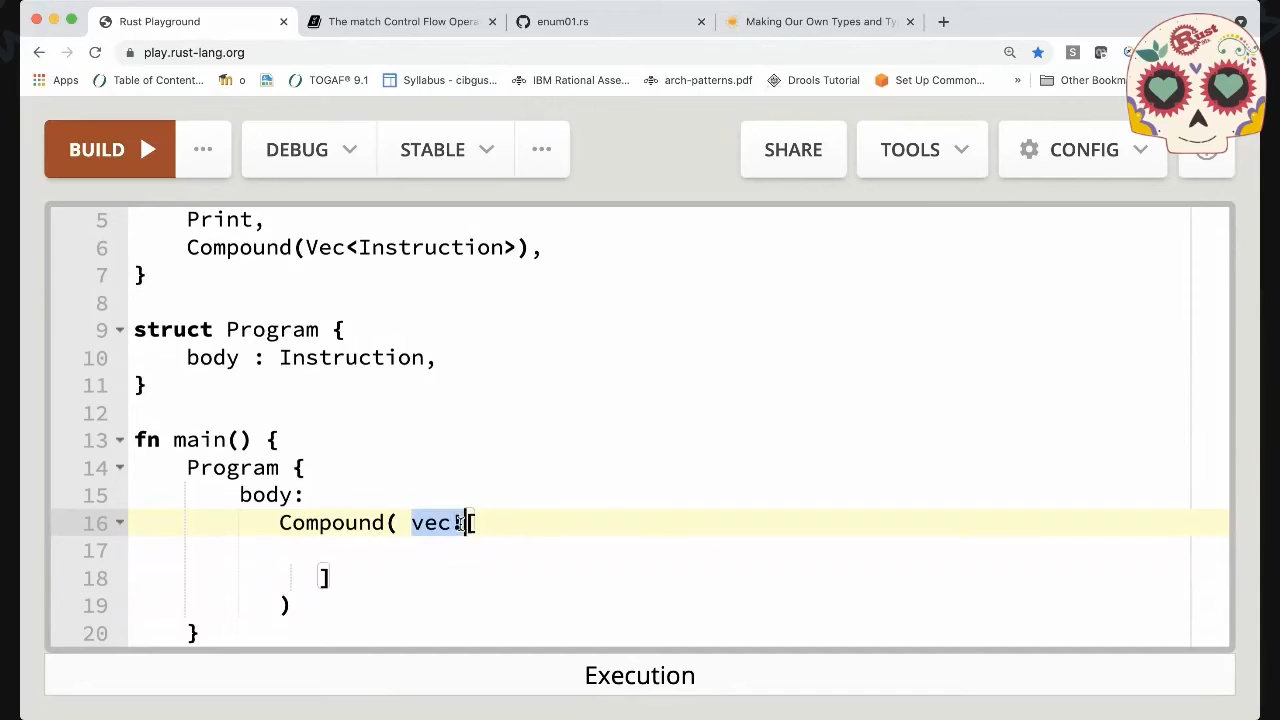 Rust Playground
The match Control Flow Opera
enum01.rs
Making Our Own Types and Ty
play.rust-lang.org
Apps
Table of Content...
o
TOGAF® 9.1
Syllabus - cibgus...
IBM Rational Asse...
arch-patterns.pdf
Drools Tutorial
Set Up Common...
»
Other Bookm
Rust
BUILD
DEBUG
STABLE
SHARE
TOOLS
CONFIG
5 Print,
6 Compound(Vec<Instruction>),
7 }
8
9 struct Program {
10 body : Instruction,
11 }
12
13 fn main() {
14 Program {
15 body:
16 Compound( vec![
17
18 ]
19 )
20 }
Execution